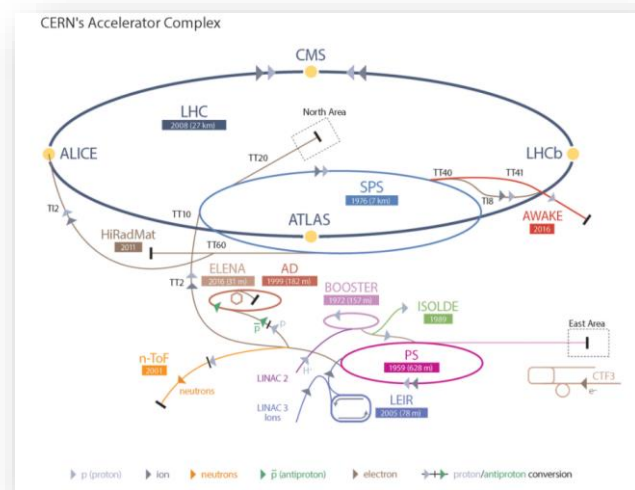 CERN's Accelerator Complex
CMS
LHC
2008 (27 km)
North Area
ALICE
TT20
LHCb
TT40
TT41
SPS
1976 (7 km)
TI8
TT10
ATLAS
AWAKE
2016
TI2
HiRadMat
2011
TT60
ELENA
2016 (31 m)
AD
1999 (182 m)
TT2
BOOSTER
1972 (157 m)
ISOLDE
1989
p
p̄
East Area
n-ToF
2001
PS
1959 (628 m)
H⁻
neutrons
LINAC 2
CTF3
e⁻
LEIR
2005 (78 m)
LINAC 3
Ions
p (proton)
ion
neutrons
p̄ (antiproton)
electron
proton/antiproton conversion